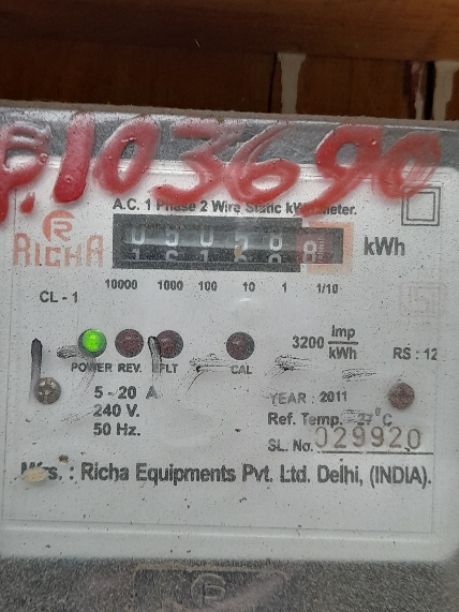 103690
A.C. 1 Phase 2 Wire Static kWh Meter.
RICHA
kWh
CL - 1
10000 1000 100 10 1 1/10
3200 imp/kWh
RS : 12
POWER REV. EFLT CAL
5 - 20 A
240 V.
50 Hz.
YEAR : 2011
Ref. Temp. 27°C
SL. No. 029920
Mfrs. : Richa Equipments Pvt. Ltd. Delhi, (INDIA).